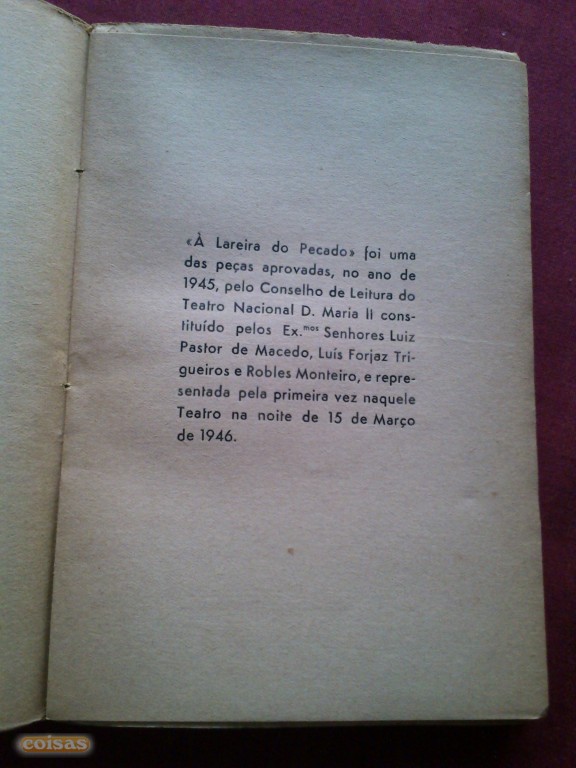 «À Lareira do Pecado» foi uma
das peças aprovadas, no ano de
1945, pelo Conselho de Leitura do
Teatro Nacional D. Maria II cons-
tituído pelos Ex.mos Senhores Luiz
Pastor de Macedo, Luís Forjaz Tri-
gueiros e Robles Monteiro, e repre-
sentada pela primeira vez naquele
Teatro na noite de 15 de Março
de 1946.
coisas